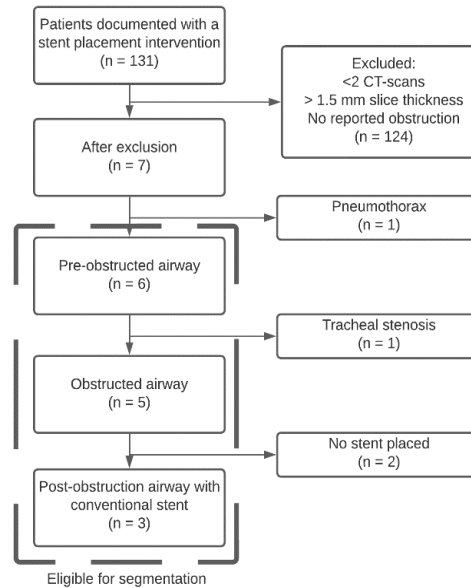 Patients documented with a
stent placement intervention
(n = 131)
Excluded:
<2 CT-scans
> 1.5 mm slice thickness
No reported obstruction
(n = 124)
After exclusion
(n = 7)
Pneumothorax
(n = 1)
Pre-obstructed airway
(n = 6)
Tracheal stenosis
(n = 1)
Obstructed airway
(n = 5)
No stent placed
(n = 2)
Post-obstruction airway with
conventional stent
(n = 3)
Eligible for segmentation